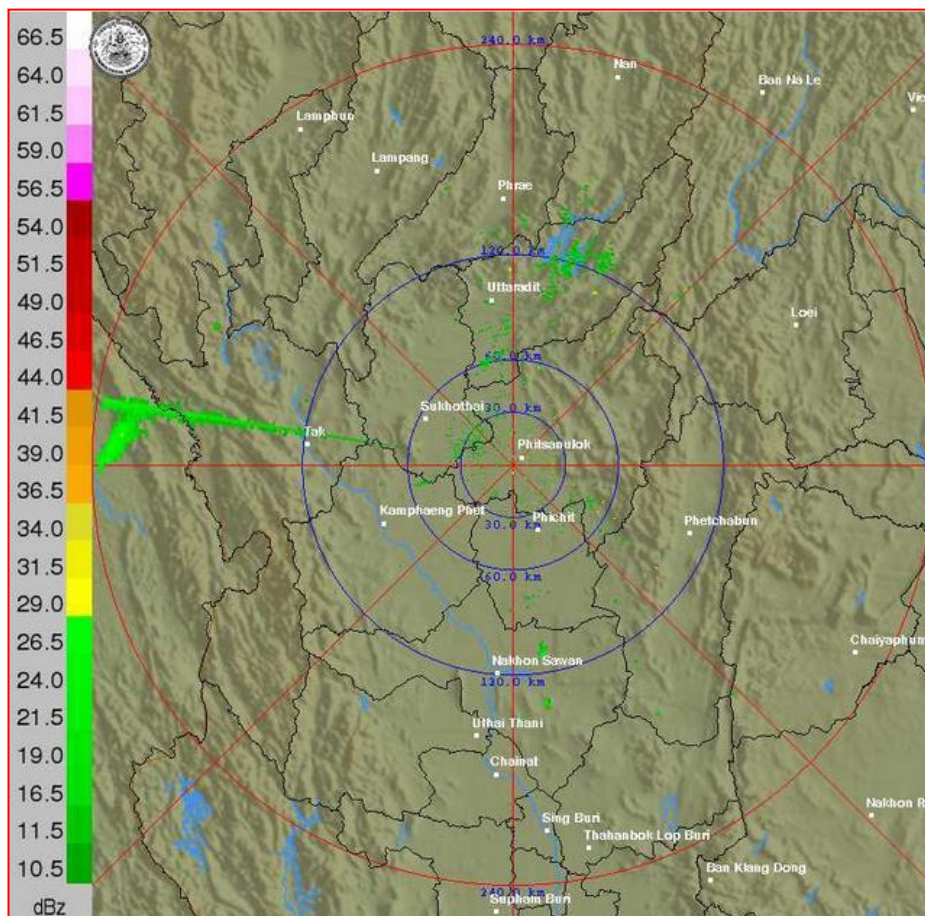 66.5
64.0
61.5
59.0
56.5
54.0
51.5
49.0
46.5
44.0
41.5
39.0
36.5
34.0
31.5
29.0
26.5
24.0
21.5
19.0
16.5
11.5
10.5
dBz
240.0 km
Nan
Ban Na Le
Vie
Lamphun
Lampang
Phrae
120.0 km
Uttaradit
Loei
60.0 km
Sukhothai
30.0 km
Tak
Phitsanulok
Kamphaeng Phet
Phichit
30.0 km
Phetchabun
60.0 km
Chaiyaphum
Nakhon Sawan
120.0 km
Uthai Thani
Chainat
Nakhon R
Sing Buri
Thahanbok Lop Buri
Ban Klang Dong
240.0 km
Supham Buri